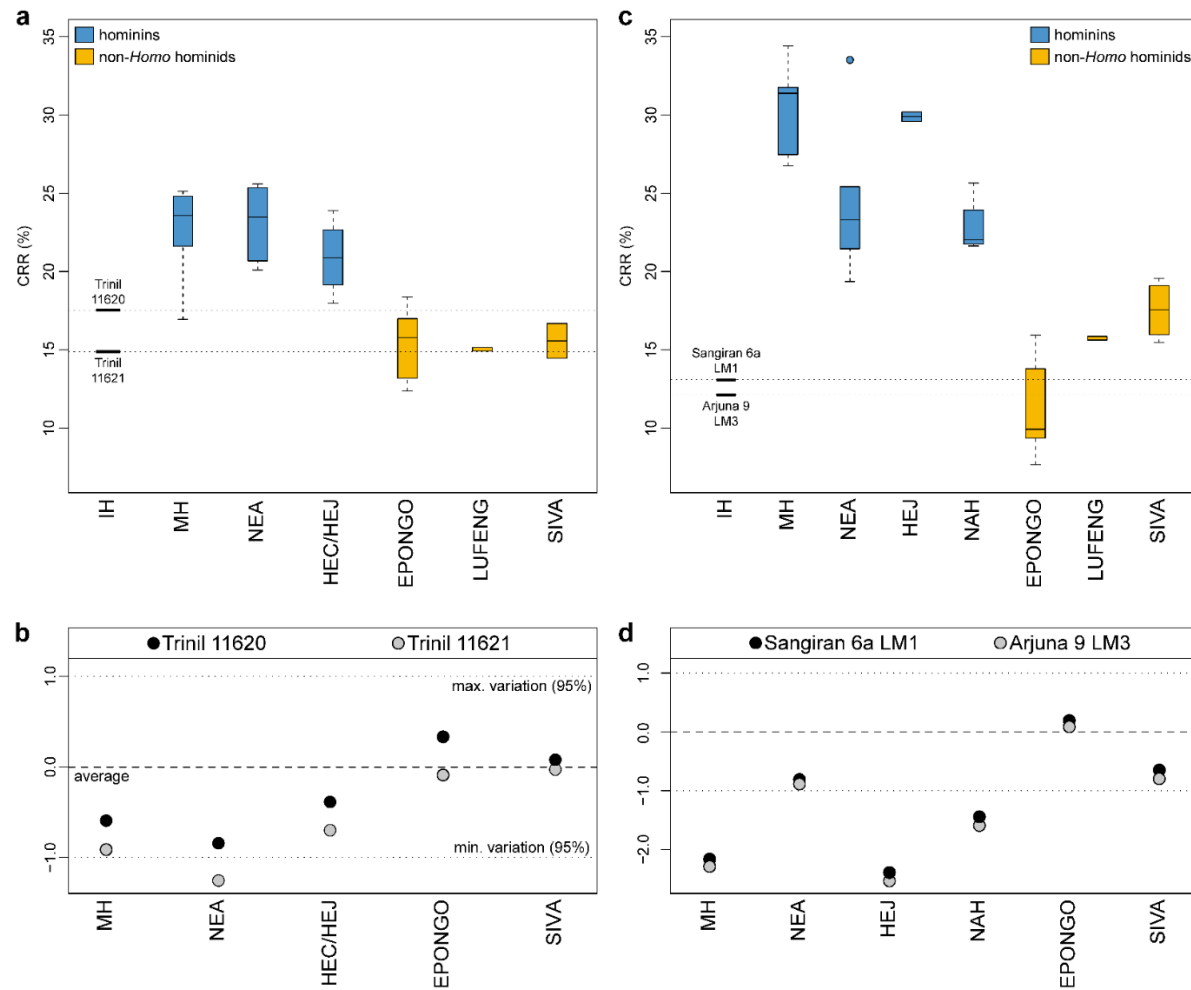 a
hominins
non-Homo hominids
35
30
25
20
15
10
CRR (%)
Trinil
11620
Trinil
11621
IH
MH
NEA
HEC/HEJ
EPONGO
LUFENG
SIVA
c
hominins
non-Homo hominids
35
30
25
20
15
10
CRR (%)
Sangiran 6a
LM1
Arjuna 9
LM3
IH
MH
NEA
HEJ
NAH
EPONGO
LUFENG
SIVA
b
Trinil 11620 Trinil 11621
1.0
0.0
−1.0
max. variation (95%)
average
min. variation (95%)
MH
NEA
HEC/HEJ
EPONGO
SIVA
d
Sangiran 6a LM1 Arjuna 9 LM3
1.0
0.0
−1.0
−2.0
MH
NEA
HEJ
NAH
EPONGO
SIVA